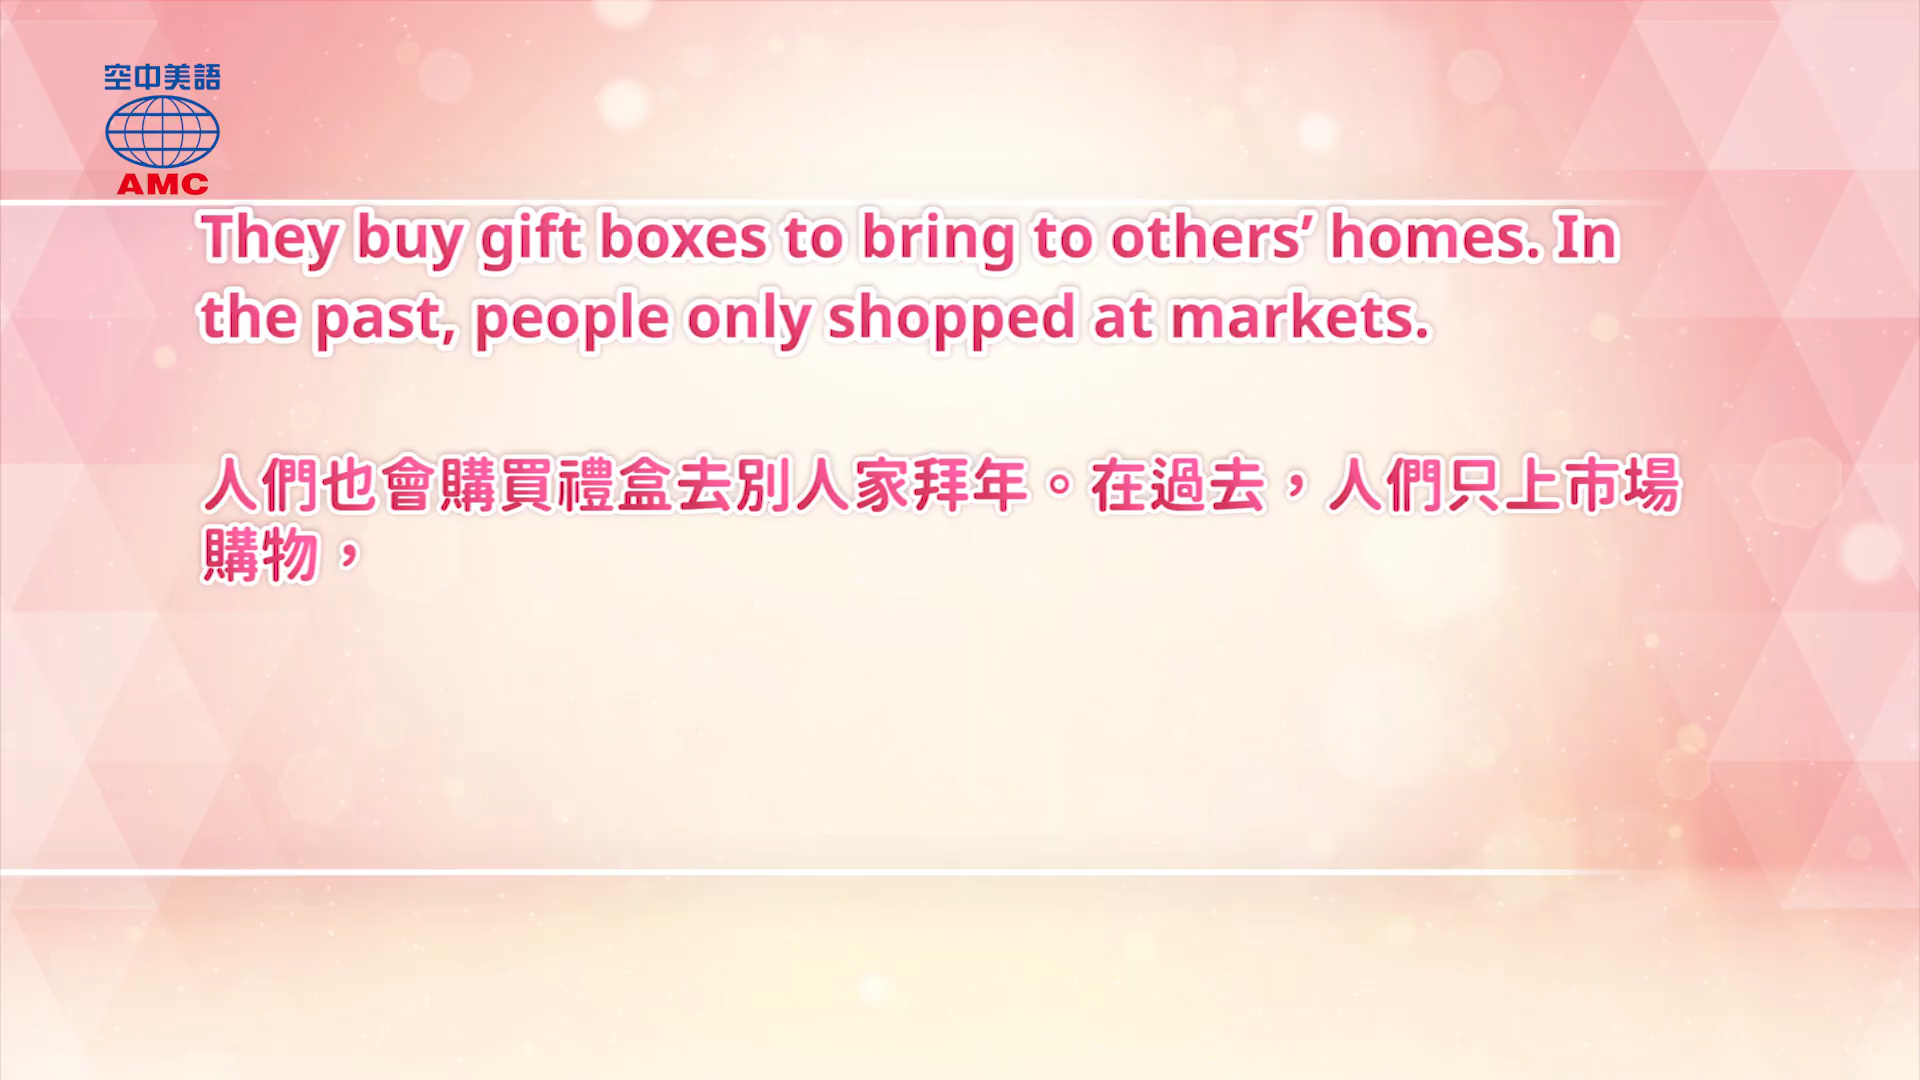 空中美語
AMC
They buy gift boxes to bring to others’ homes. In
the past, people only shopped at markets.
人們也會購買禮盒去別人家拜年。在過去，人們只上市場
購物，